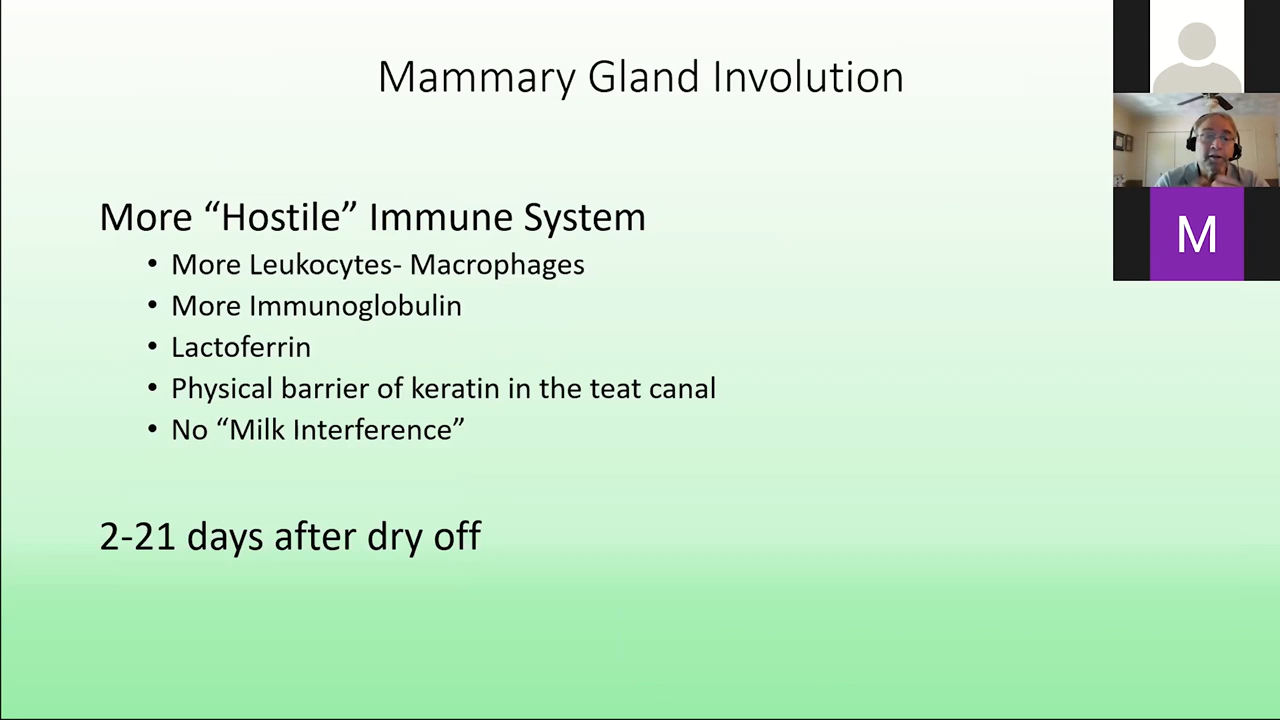 Mammary Gland Involution
More “Hostile” Immune System
• More Leukocytes- Macrophages
• More Immunoglobulin
• Lactoferrin
• Physical barrier of keratin in the teat canal
• No “Milk Interference”
2-21 days after dry off
M